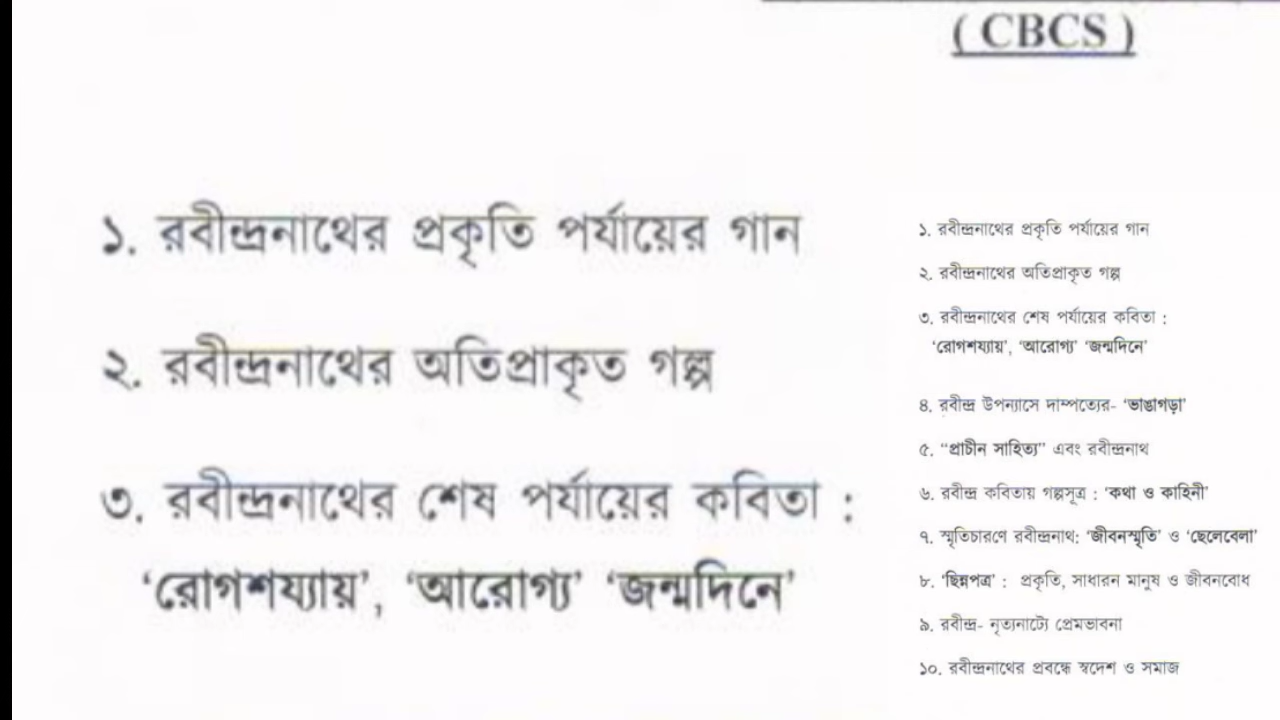 ( CBCS )
১. রবীন্দ্রনাথের প্রকৃতি পর্যায়ের গান
২. রবীন্দ্রনাথের অতিপ্রাকৃত গল্প
৩. রবীন্দ্রনাথের শেষ পর্যায়ের কবিতা :
‘রোগশয্যায়’, ‘আরোগ্য’ ‘জন্মদিনে’
১. রবীন্দ্রনাথের প্রকৃতি পর্যায়ের গান
২. রবীন্দ্রনাথের অতিপ্রাকৃত গল্প
৩. রবীন্দ্রনাথের শেষ পর্যায়ের কবিতা :
‘রোগশয্যায়’, ‘আরোগ্য’ ‘জন্মদিনে’
৪. রবীন্দ্র উপন্যাসে দাম্পত্যের- ‘ভাঙাগড়া’
৫. “প্রাচীন সাহিত্য” এবং রবীন্দ্রনাথ
৬. রবীন্দ্র কবিতায় গল্পসূত্র : ‘কথা ও কাহিনী’
৭. স্মৃতিচারণে রবীন্দ্রনাথ: ‘জীবনস্মৃতি’ ও ‘ছেলেবেলা’
৮. ‘ছিন্নপত্র’ : প্রকৃতি, সাধারন মানুষ ও জীবনবোধ
৯. রবীন্দ্র- নৃত্যনাট্যে প্রেমভাবনা
১০. রবীন্দ্রনাথের প্রবন্ধে স্বদেশ ও সমাজ